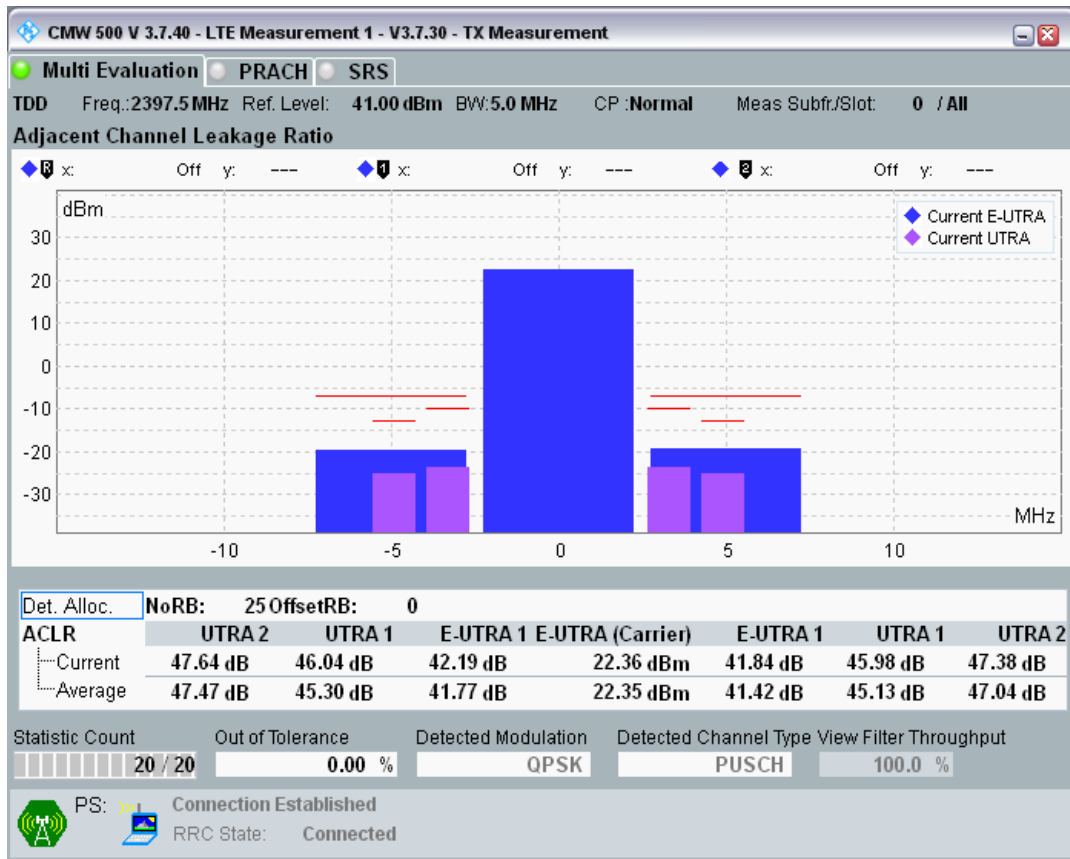 CMW 500 V 3.7.40 - LTE Measurement 1 - V3.7.30 - TX Measurement
Multi Evaluation PRACH SRS
TDD Freq.:2397.5 MHz Ref. Level: 41.00 dBm BW:5.0 MHz CP :Normal Meas Subfr./Slot: 0 / All
Adjacent Channel Leakage Ratio
R x: Off y: --- 1 x: Off y: --- 2 x: Off y: ---
dBm
Current E-UTRA
Current UTRA
30
20
10
0
-10
-20
-30
MHz
-10 -5 0 5 10
Det. Alloc. NoRB: 25 OffsetRB: 0
ACLR UTRA 2 UTRA 1 E-UTRA 1 E-UTRA (Carrier) E-UTRA 1 UTRA 1 UTRA 2
Current 47.64 dB 46.04 dB 42.19 dB 22.36 dBm 41.84 dB 45.98 dB 47.38 dB
Average 47.47 dB 45.30 dB 41.77 dB 22.35 dBm 41.42 dB 45.13 dB 47.04 dB
Statistic Count Out of Tolerance Detected Modulation Detected Channel Type View Filter Throughput
20 / 20 0.00 % QPSK PUSCH 100.0 %
PS: Connection Established
RRC State: Connected